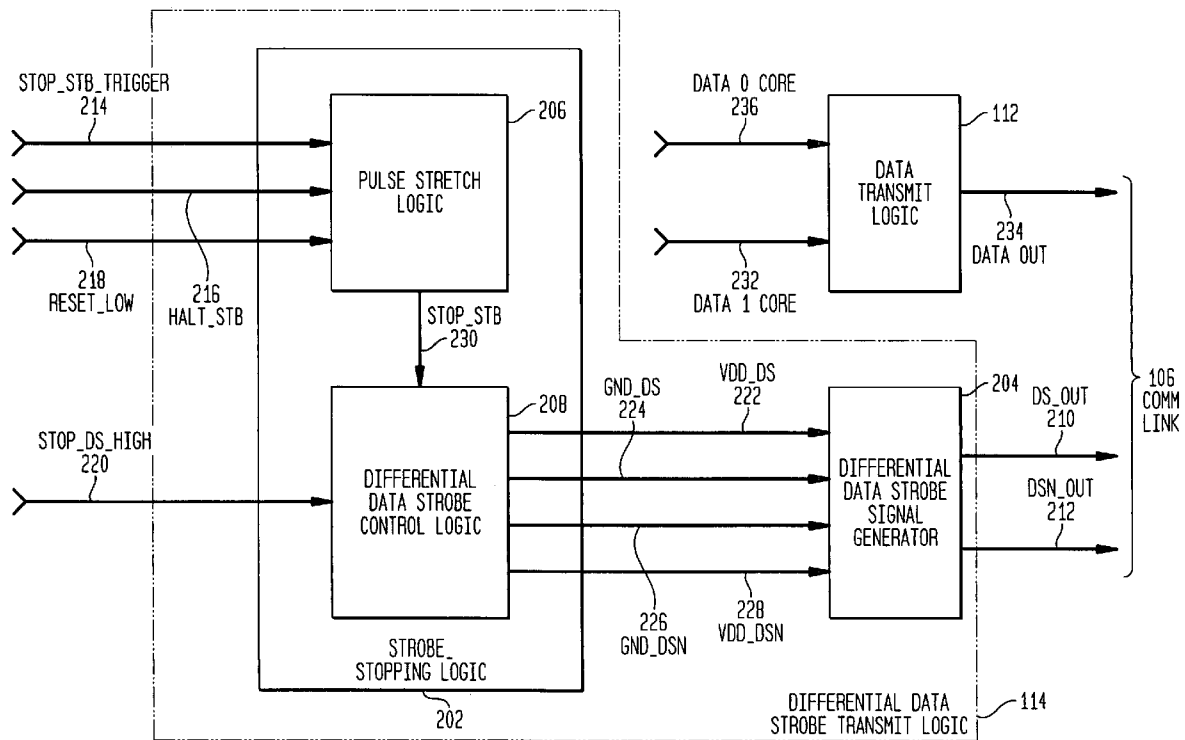 STOP_STB_TRIGGER
214
218
RESET_LOW
216
HALT_STB
206
PULSE STRETCH
LOGIC
STOP_STB
230
STOP_DS_HIGH
220
208
DIFFERENTIAL
DATA STROBE
CONTROL LOGIC
STROBE_
STOPPING LOGIC
202
DATA 0 CORE
236
232
DATA 1 CORE
112
DATA
TRANSMIT
LOGIC
234
DATA OUT
GND_DS
224
VDD_DS
222
226
GND_DSN
228
VDD_DSN
204
DIFFERENTIAL
DATA STROBE
SIGNAL
GENERATOR
DS_OUT
210
DSN_OUT
212
106
COMM
LINK
DIFFERENTIAL DATA
STROBE TRANSMIT LOGIC
114